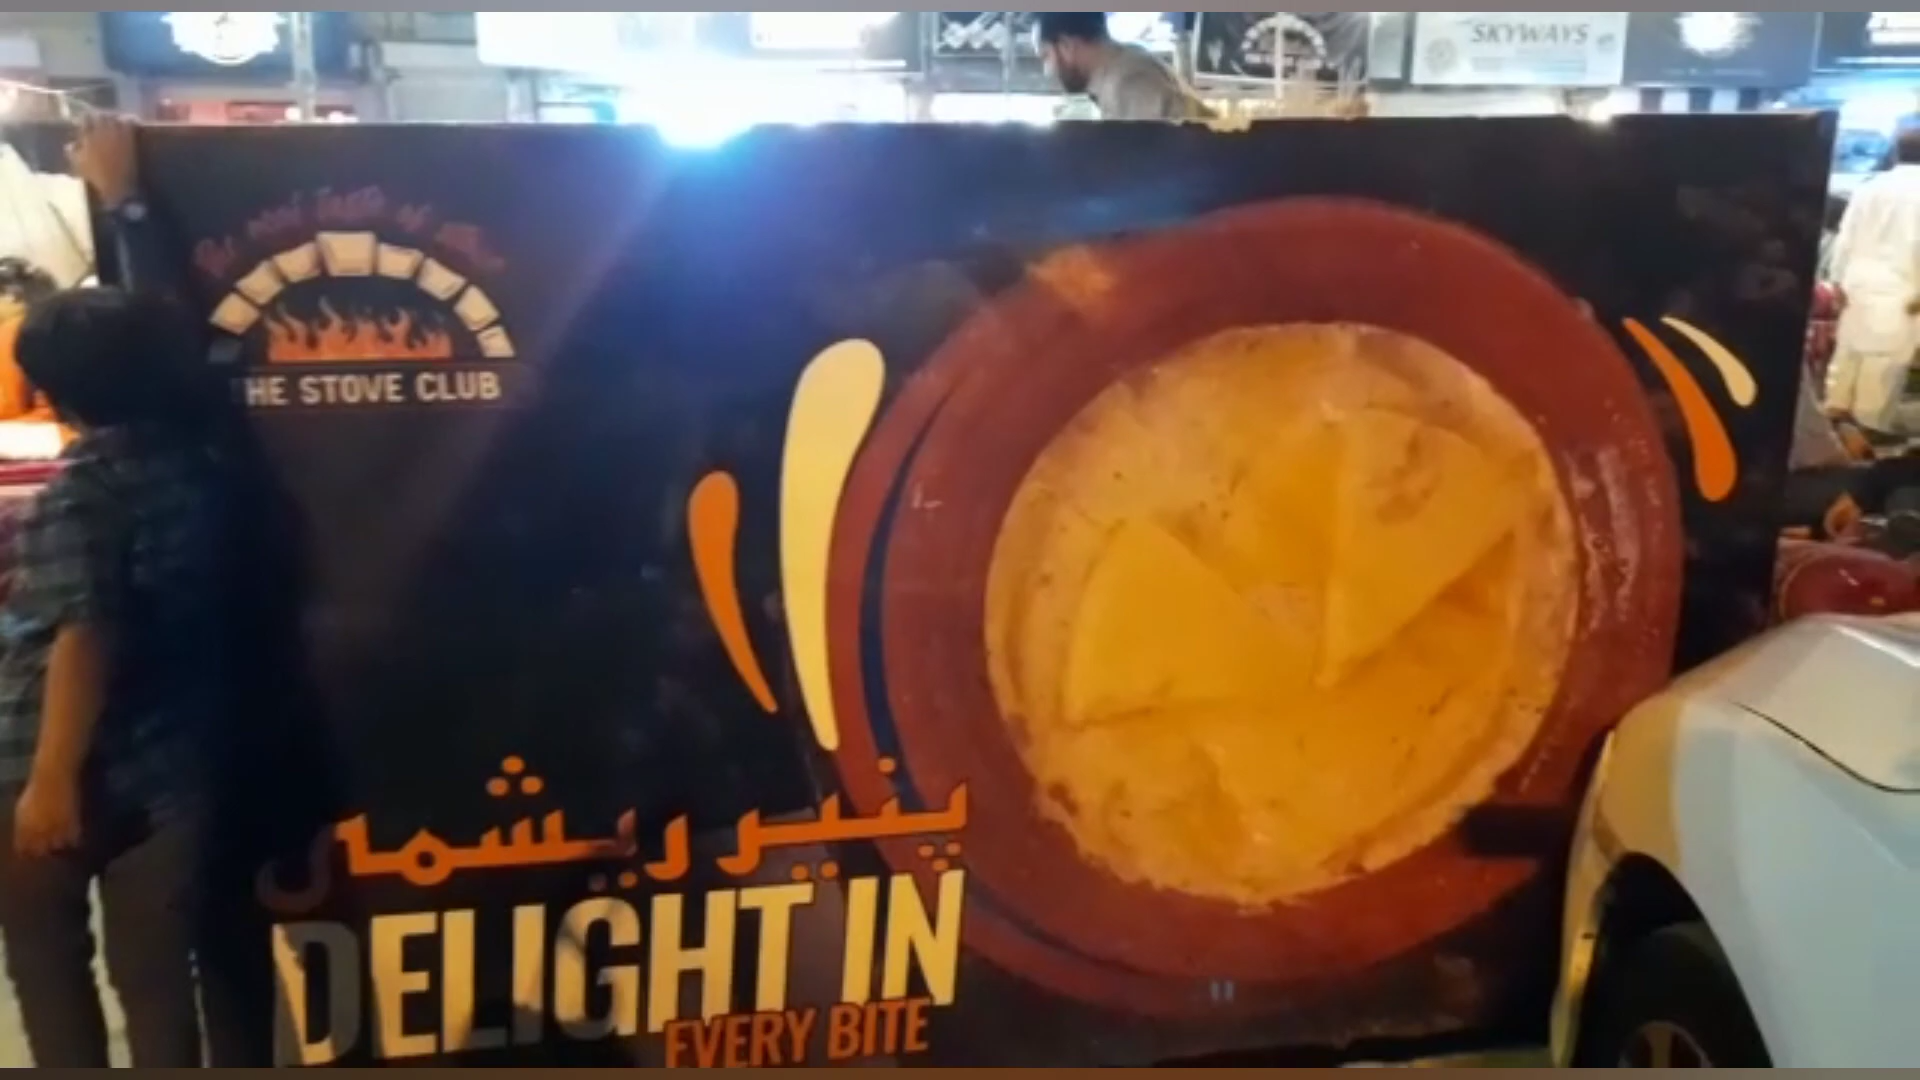 SKYWAYS
THE STOVE CLUB
پنیر ریشمی
DELIGHT IN
EVERY BITE